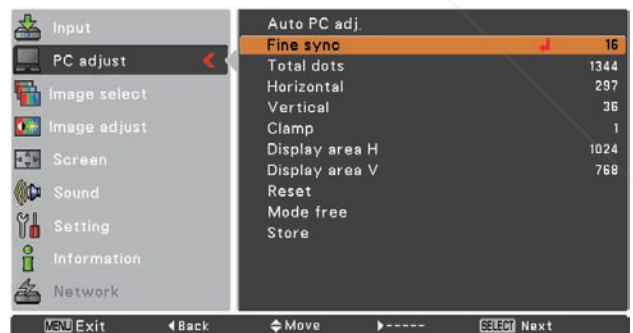 Input
PC adjust
Image select
Image adjust
Screen
Sound
Setting
Information
Network
Auto PC adj.
Fine sync 16
Total dots 1344
Horizontal 297
Vertical 36
Clamp 1
Display area H 1024
Display area V 768
Reset
Mode free
Store
MENU Exit ◀Back ⬍Move ▶----- SELECT Next